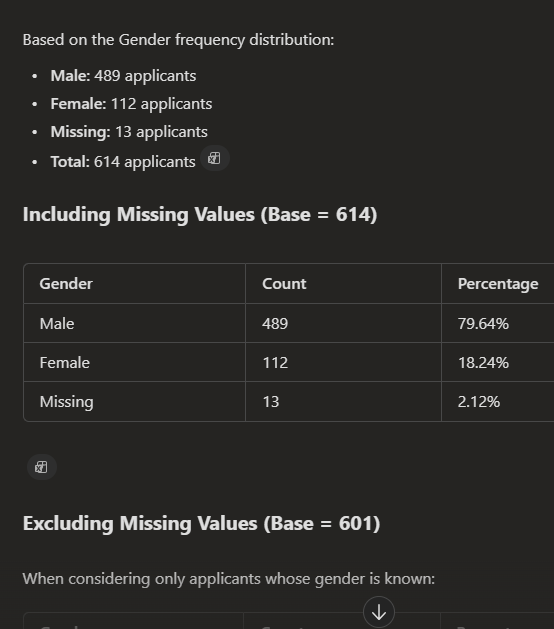 Based on the Gender frequency distribution:
• Male: 489 applicants
• Female: 112 applicants
• Missing: 13 applicants
• Total: 614 applicants
Including Missing Values (Base = 614)
Gender Count Percentage
Male 489 79.64%
Female 112 18.24%
Missing 13 2.12%
Excluding Missing Values (Base = 601)
When considering only applicants whose gender is known: